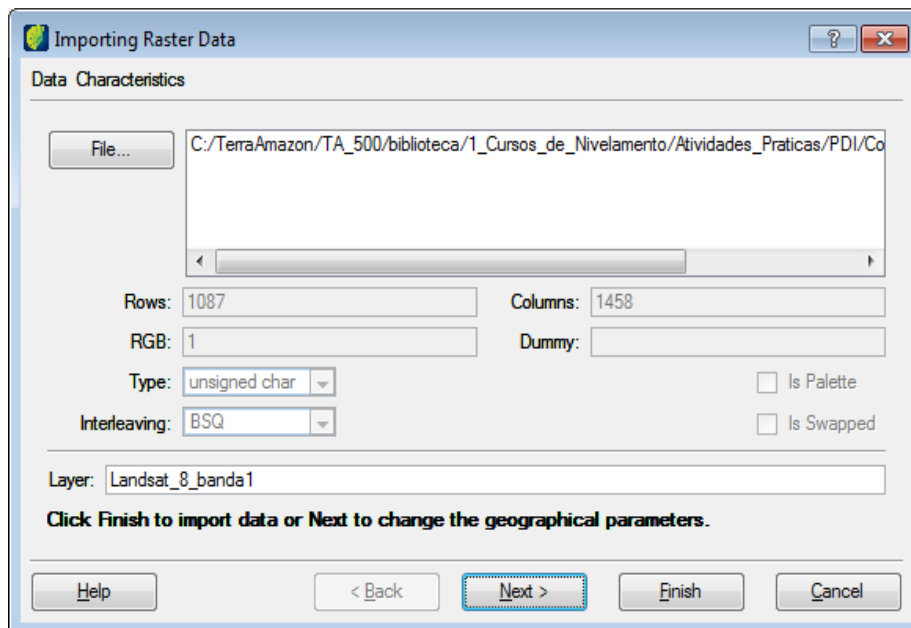 Importing Raster Data
Data Characteristics
File...
C:/TerraAmazon/TA_500/biblioteca/1_Cursos_de_Nivelamento/Atividades_Praticas/PDI/Co
Rows: 1087 Columns: 1458
RGB: 1 Dummy:
Type: unsigned char Is Palette
Interleaving: BSQ Is Swapped
Layer: Landsat_8_banda1
Click Finish to import data or Next to change the geographical parameters.
Help < Back Next > Finish Cancel